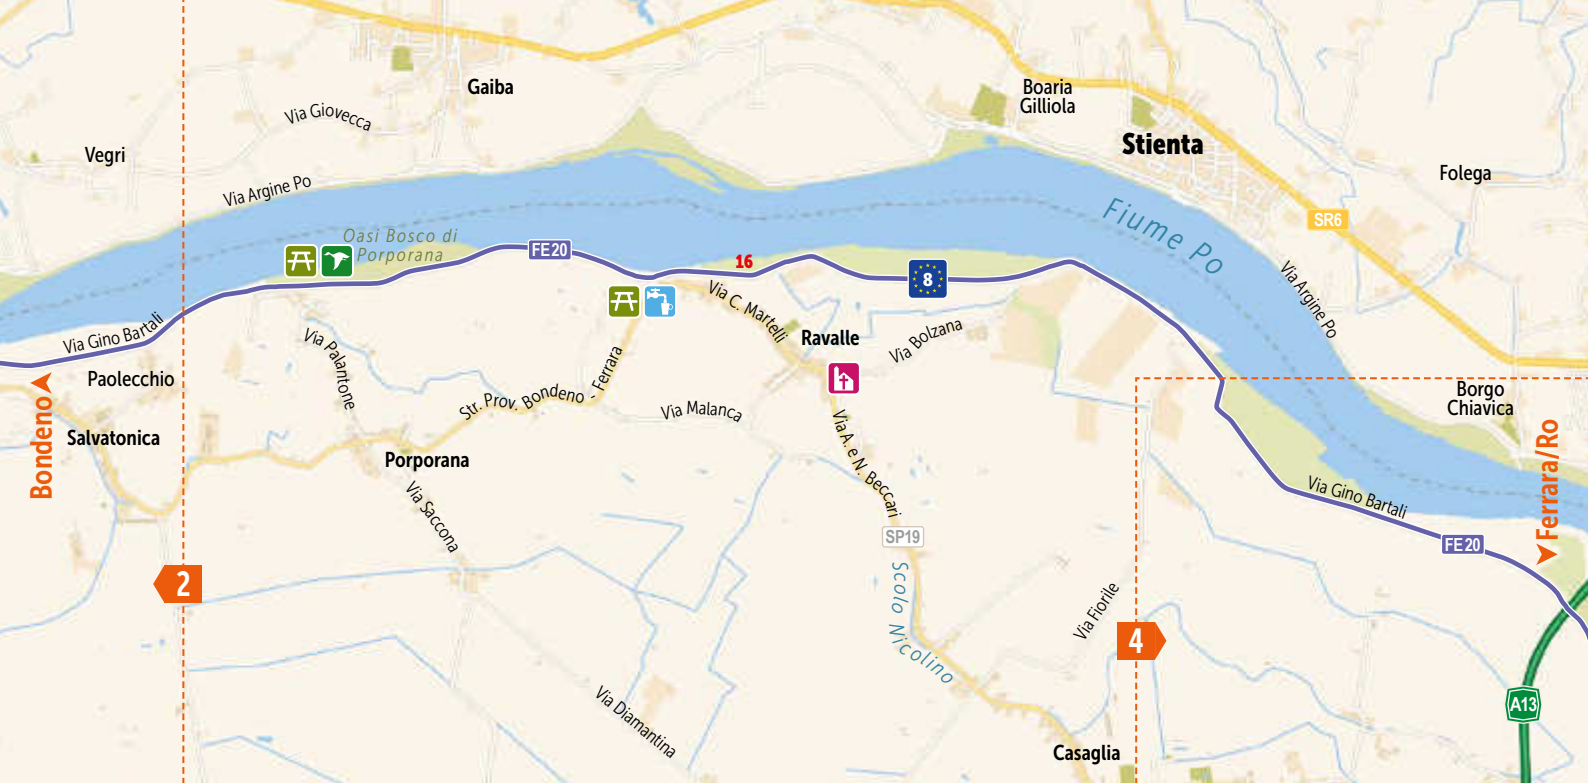 Gaiba
Boaria
Gilliola
Via Giovecca
Stienta
Vegri
Folega
Via Argine Po
Fiume Po
SR6
Oasi Bosco di
Porporana
FE20
16
8
Via Argine Po
Via Gino Bartali
Via C. Martelli
Ravalle
Via Bolzana
Via Palantone
Paolecchio
Str. Prov. Bondeno - Ferrara
Via Malanca
Borgo
Chiavica
Bondeno
Salvatonica
Porporana
Via A. e N. Beccari
Ferrara/Ro
Via Saccona
Via Gino Bartali
SP19
FE20
2
Scolo Nicolino
Via Fiorile
4
Via Diamantina
A13
Casaglia